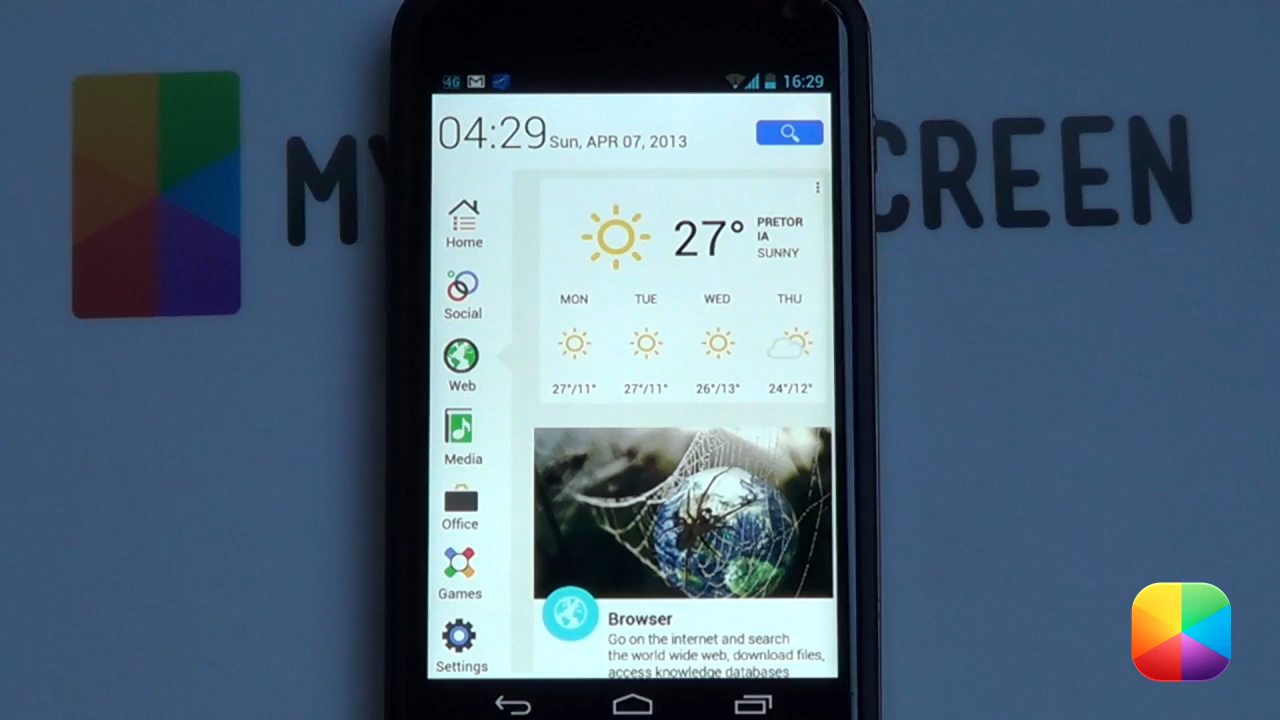 MY
CREEN
46
16:29
04:29 Sun, APR 07, 2013
Home
Social
Web
Media
Office
Games
Settings
27°
PRETOR
IA
SUNNY
MON TUE WED THU
27°/11° 27°/11° 26°/13° 24°/12°
Browser
Go on the internet and search
the world wide web, download files,
access knowledge databases